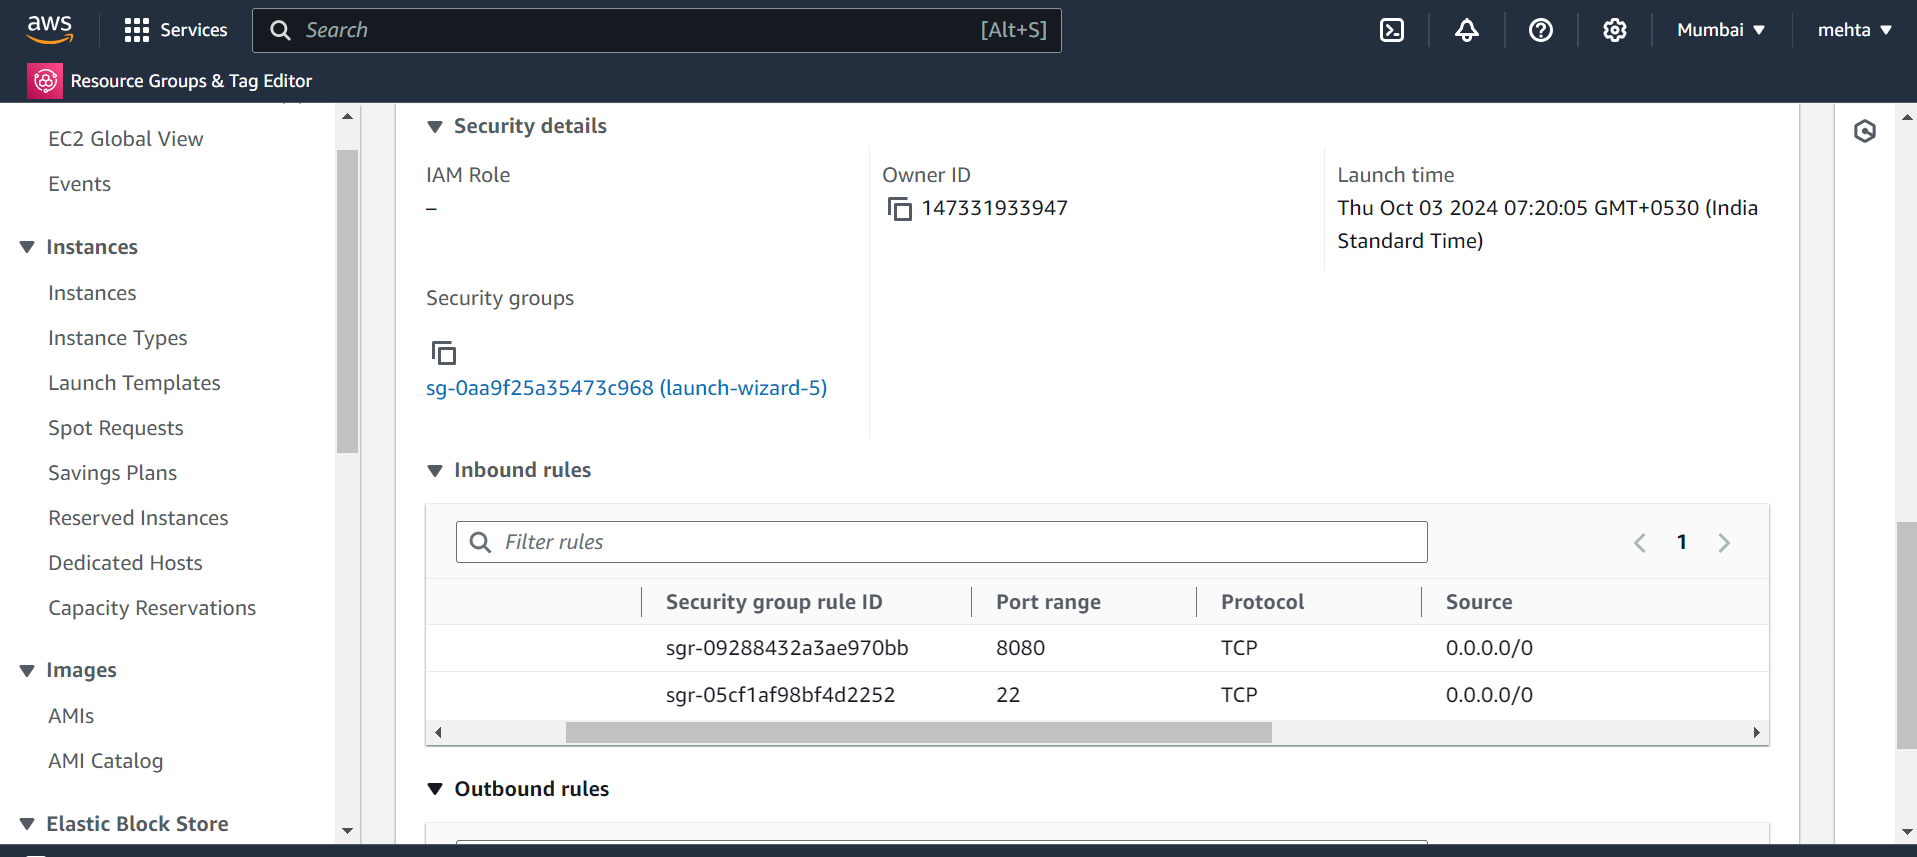 aws
Services
Search
[Alt+S]
Mumbai
mehta
Resource Groups & Tag Editor
EC2 Global View
Events
Instances
Instances
Instance Types
Launch Templates
Spot Requests
Savings Plans
Reserved Instances
Dedicated Hosts
Capacity Reservations
Images
AMIs
AMI Catalog
Elastic Block Store
Security details
IAM Role
–
Owner ID
147331933947
Launch time
Thu Oct 03 2024 07:20:05 GMT+0530 (India
Standard Time)
Security groups
sg-0aa9f25a35473c968 (launch-wizard-5)
Inbound rules
Filter rules
1
Security group rule ID Port range Protocol Source
sgr-09288432a3ae970bb 8080 TCP 0.0.0.0/0
sgr-05cf1af98bf4d2252 22 TCP 0.0.0.0/0
Outbound rules